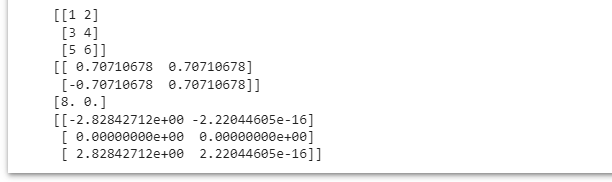 [[1 2]
 [3 4]
 [5 6]]
[[ 0.70710678  0.70710678]
 [-0.70710678  0.70710678]]
[8. 0.]
[[-2.82842712e+00 -2.22044605e-16]
 [ 0.00000000e+00  0.00000000e+00]
 [ 2.82842712e+00  2.22044605e-16]]